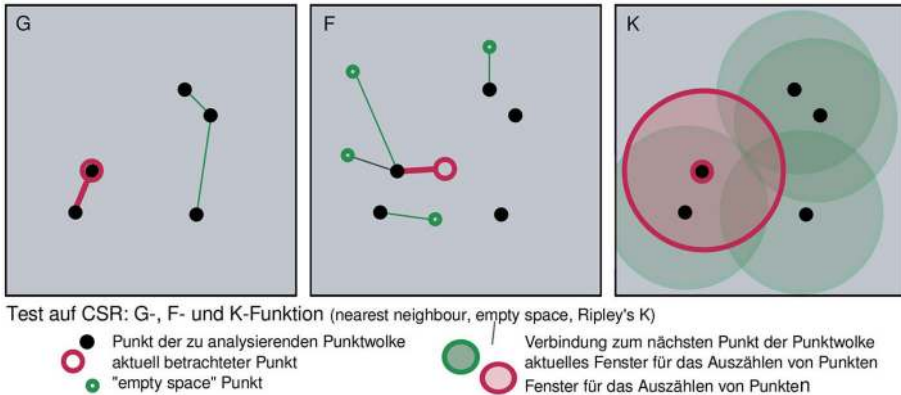 G
F
K
Test auf CSR: G-, F- und K-Funktion (nearest neighbour, empty space, Ripley's K)
Punkt der zu analysierenden Punktwolke
aktuell betrachteter Punkt
"empty space" Punkt
Verbindung zum nächsten Punkt der Punktwolke
aktuelles Fenster für das Auszählen von Punkten
Fenster für das Auszählen von Punkten